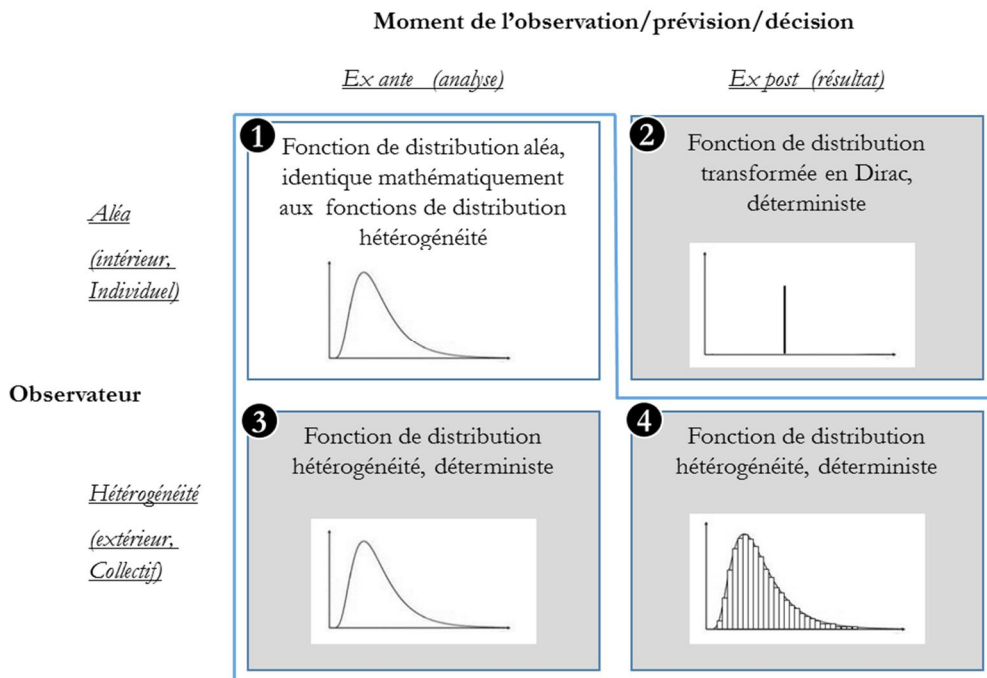 Moment de l’observation/prévision/décision
Ex ante (analyse)
Ex post (résultat)
1
Fonction de distribution aléa,
identique mathématiquement
aux fonctions de distribution
hétérogénéité
2
Fonction de distribution
transformée en Dirac,
déterministe
Aléa
(intérieur,
Individuel)
Observateur
3
Fonction de distribution
hétérogénéité, déterministe
4
Fonction de distribution
hétérogénéité, déterministe
Hétérogénéité
(extérieur,
Collectif)